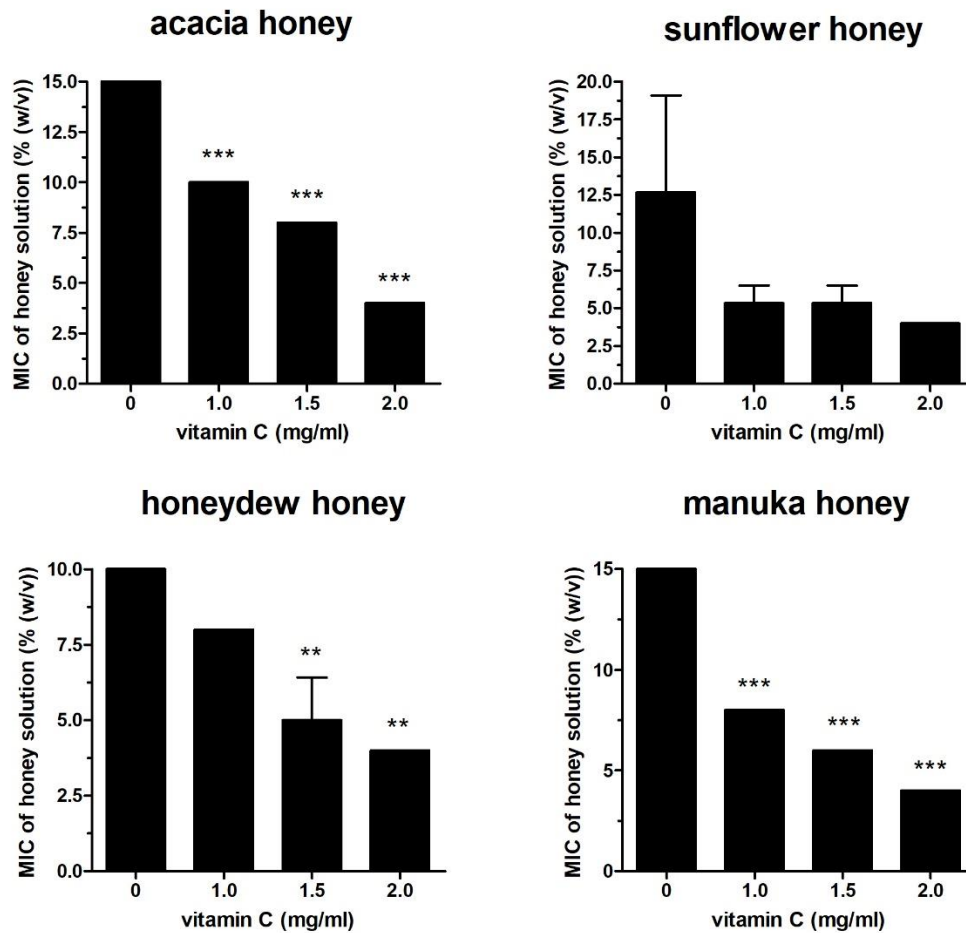 acacia honey
MIC of honey solution (% (w/v))
15.0
12.5
10.0
7.5
5.0
2.5
0.0
***
***
***
0 1.0 1.5 2.0
vitamin C (mg/ml)
sunflower honey
MIC of honey solution (% (w/v))
20.0
17.5
15.0
12.5
10.0
7.5
5.0
2.5
0.0
0 1.0 1.5 2.0
vitamin C (mg/ml)
honeydew honey
MIC of honey solution (% (w/v))
10.0
7.5
5.0
2.5
0.0
**
**
0 1.0 1.5 2.0
vitamin C (mg/ml)
manuka honey
MIC of honey solution (% (w/v))
15
10
5
0
***
***
***
0 1.0 1.5 2.0
vitamin C (mg/ml)